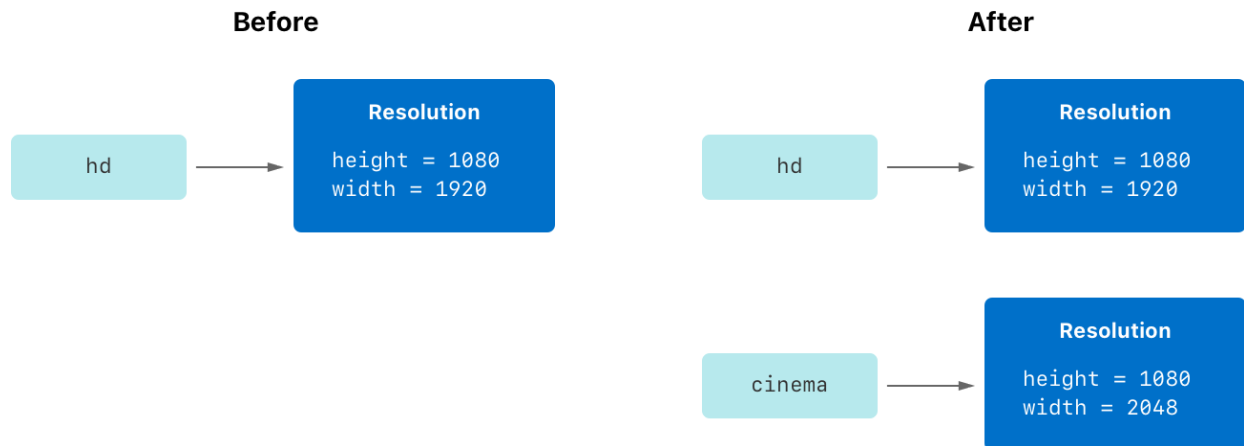 Before
hd
Resolution
height = 1080
width = 1920
After
hd
Resolution
height = 1080
width = 1920
cinema
Resolution
height = 1080
width = 2048